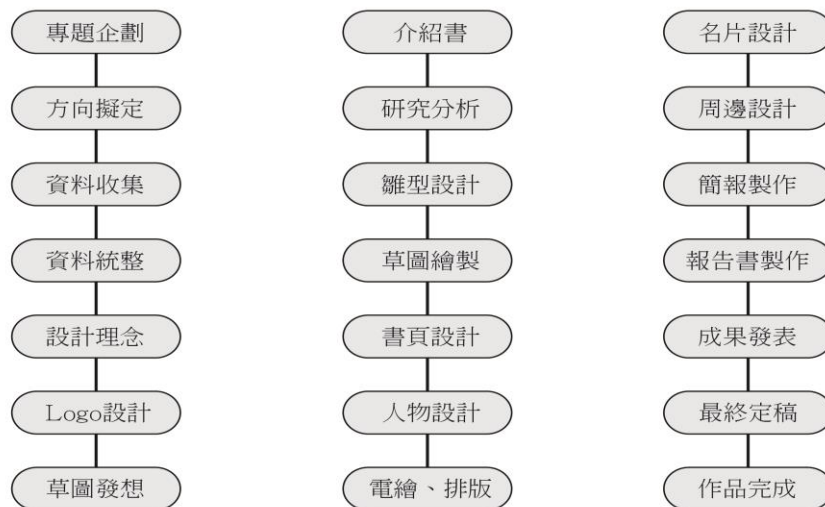 專題企劃
方向擬定
資料收集
資料統整
設計理念
Logo設計
草圖發想
介紹書
研究分析
雛型設計
草圖繪製
書頁設計
人物設計
電繪、排版
名片設計
周邊設計
簡報製作
報告書製作
成果發表
最終定稿
作品完成